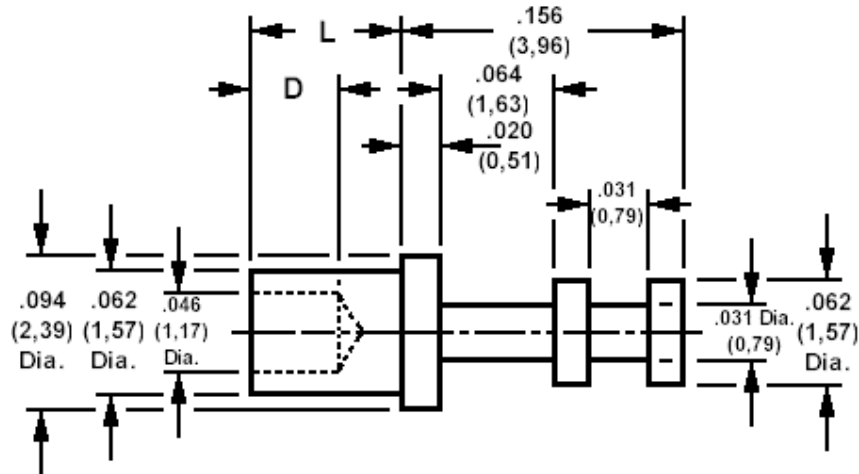 L
.156
(3,96)
D
.064
(1,63)
.020
(0,51)
.031
(0,79)
.094
(2,39)
Dia.
.062
(1,57)
Dia.
.046
(1,17)
Dia.
.031 Dia.
(0,79)
.062
(1,57)
Dia.